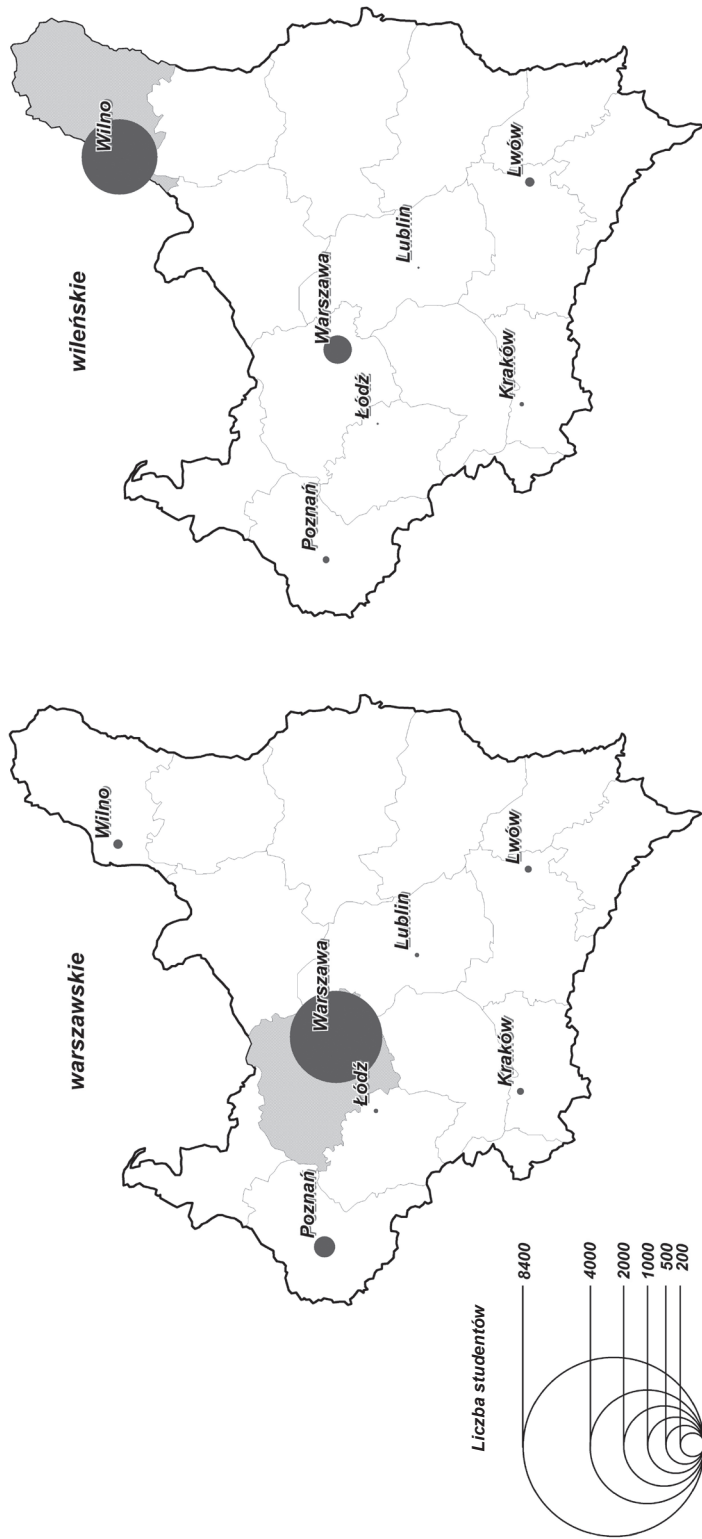 warszawskie
Wilno
Warszawa
Poznań
Łódź
Lublin
Kraków
Lwów
wileńskie
Wilno
Warszawa
Poznań
Łódź
Lublin
Kraków
Lwów
Liczba studentów
8400
4000
2000
1000
500
200